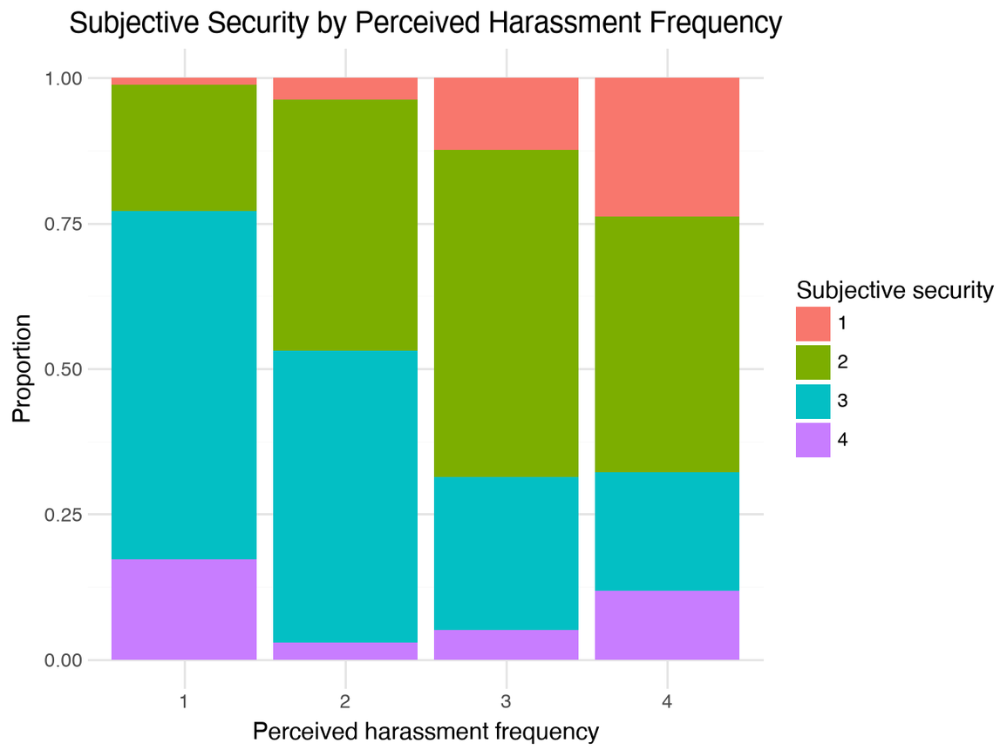 Subjective Security by Perceived Harassment Frequency
1.00
0.75
0.50
0.25
0.00
Proportion
1 2 3 4
Perceived harassment frequency
Subjective security
1
2
3
4